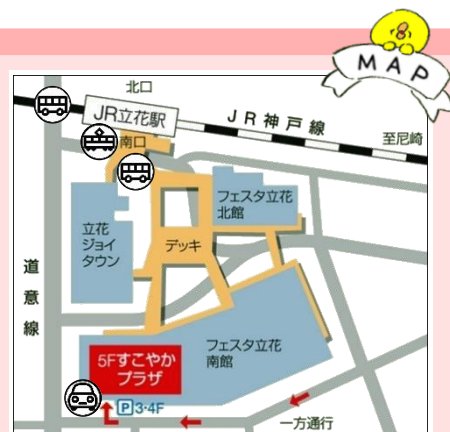 MAP
北口
JR立花駅
JR神戸線
至尼崎
南口
フェスタ立花
北館
立花
ジョイ
タウン
デッキ
道意線
フェスタ立花
南館
5Fすこやか
プラザ
P3·4F
一方通行